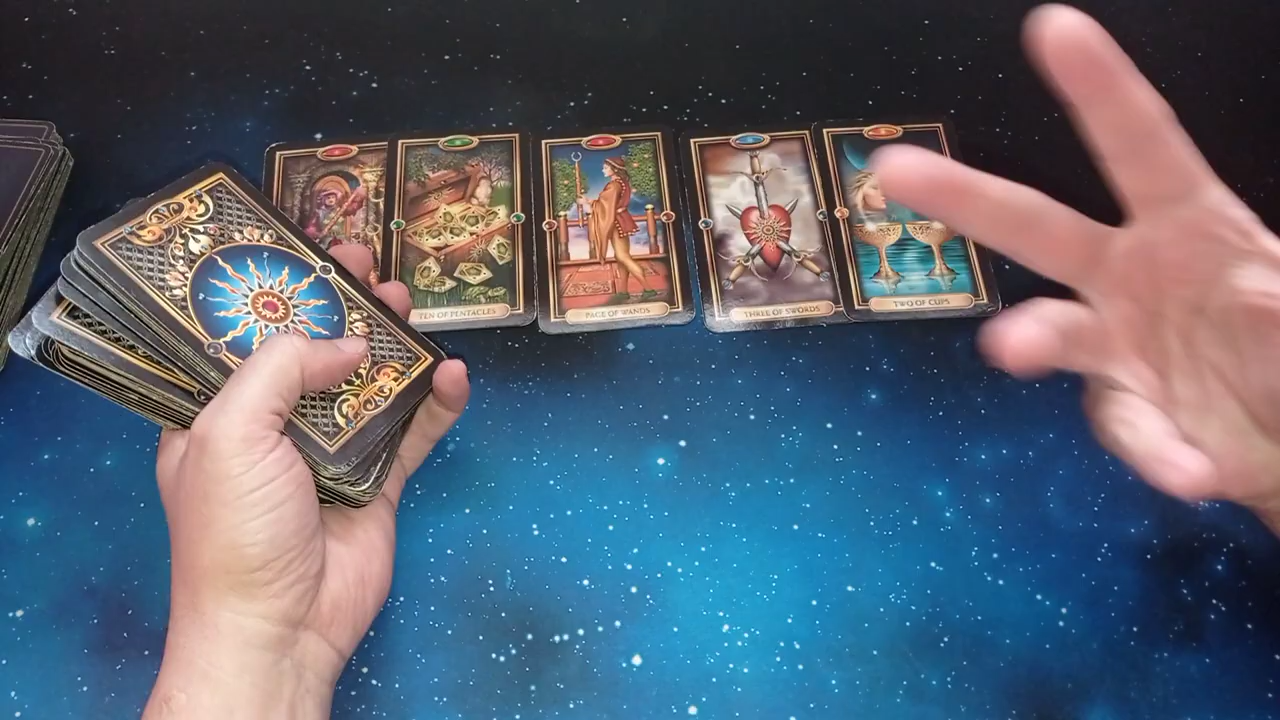 TEN OF PENTACLES
PAGE OF WANDS
THREE OF SWORDS
TWO OF CUPS